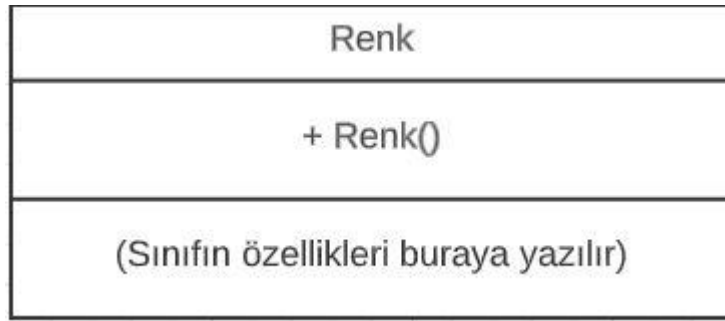 Renk
+ Renk()
(Sınıfın özellikleri buraya yazılır)